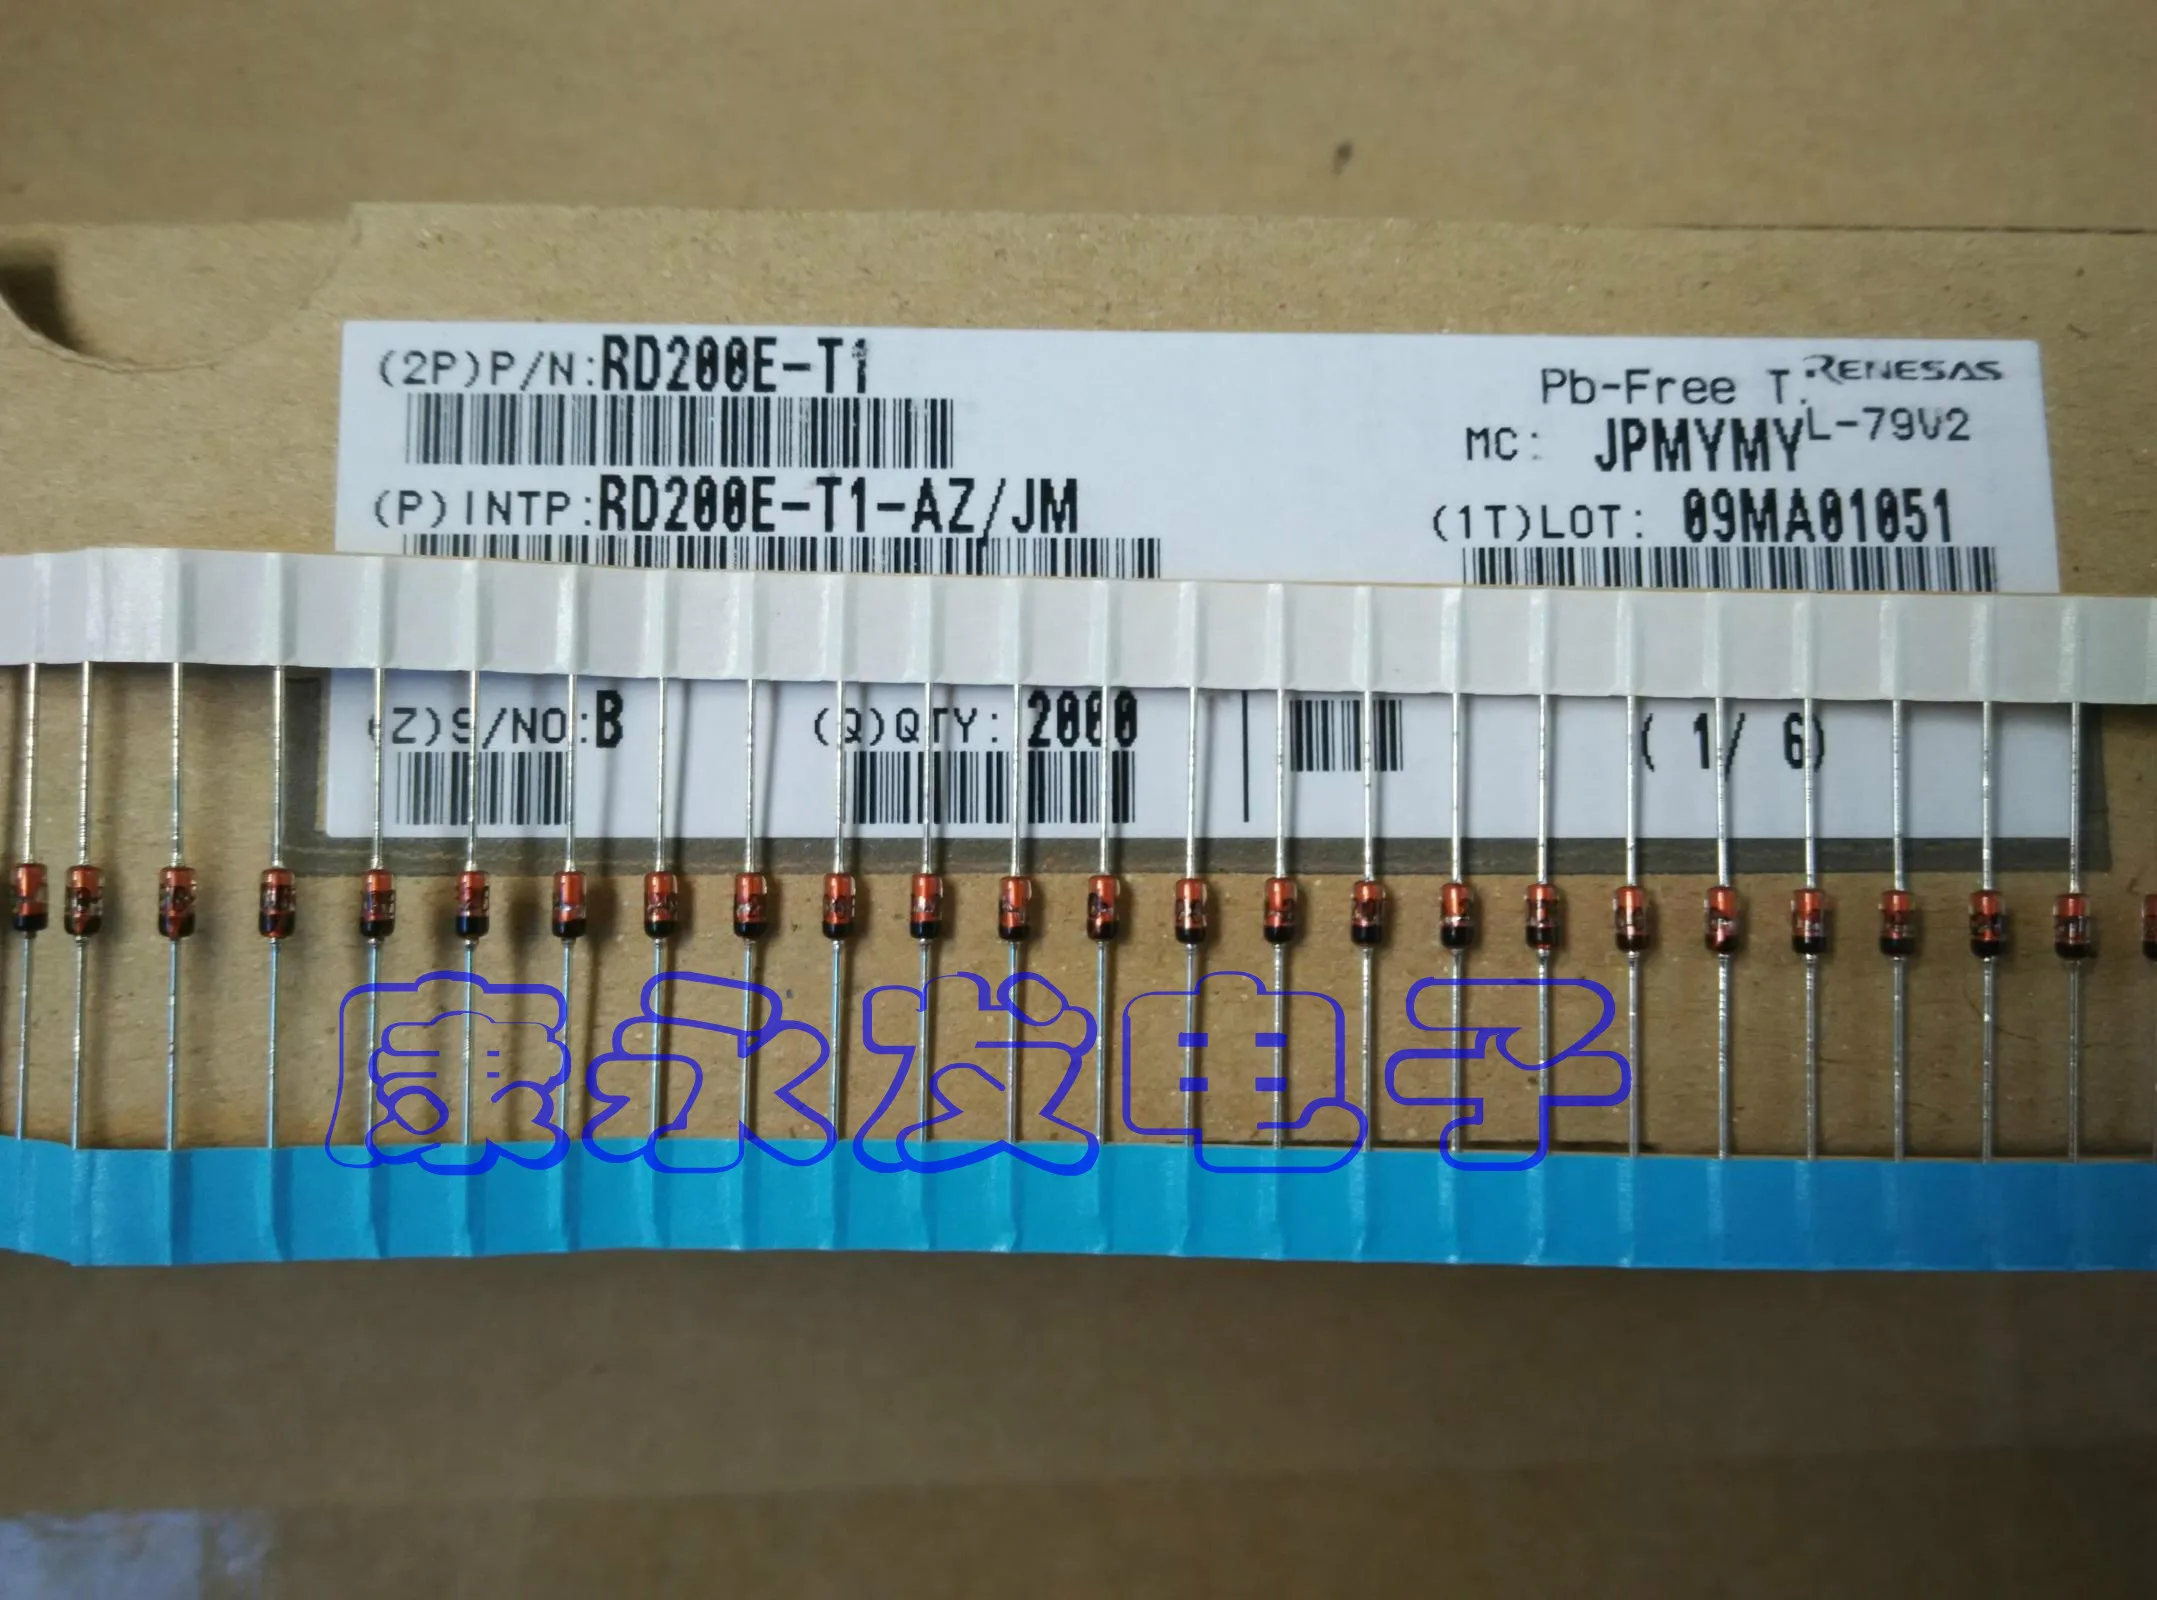 (2P)P/N:RD200E-T1
Pb-Free T. RENESAS
MC: JPMYMY L-79V2
(P)INTP:RD200E-T1-AZ/JM
(1T)LOT: 09MA01051
(Z)S/NO:B (Q)QTY: 2000 ( 1/ 6)
康永发电子